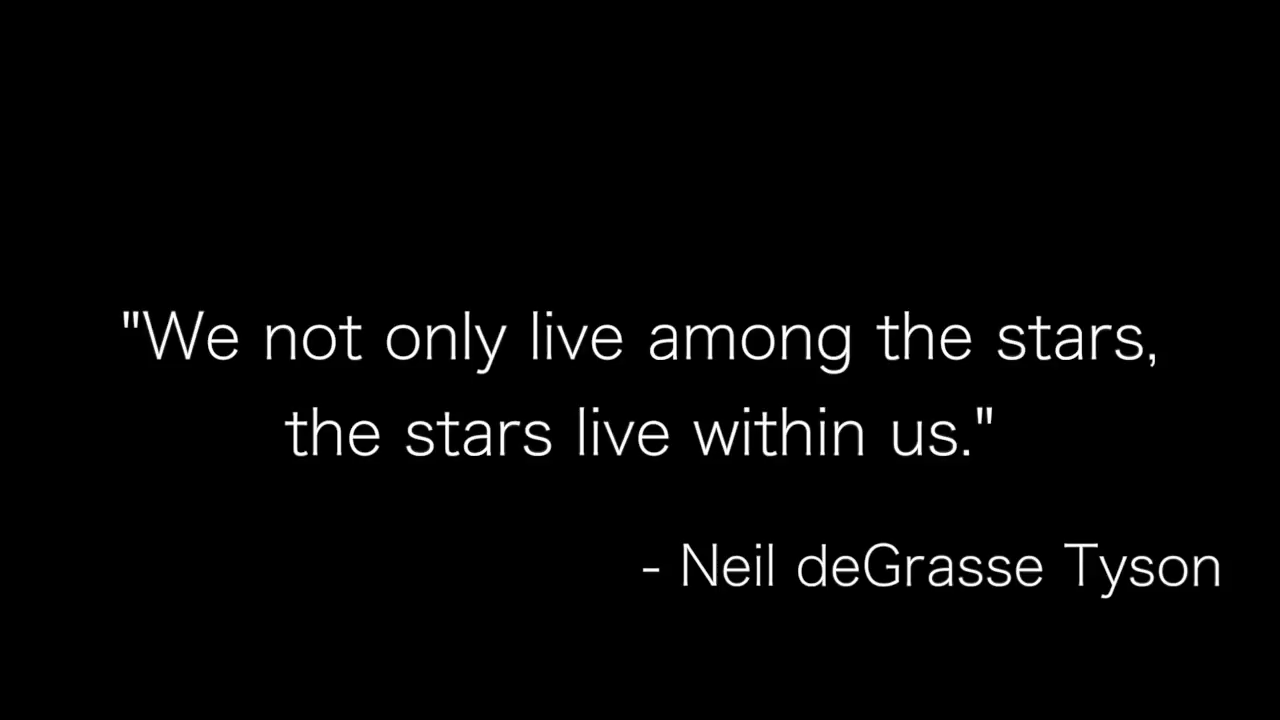 "We not only live among the stars,
the stars live within us."
- Neil deGrasse Tyson